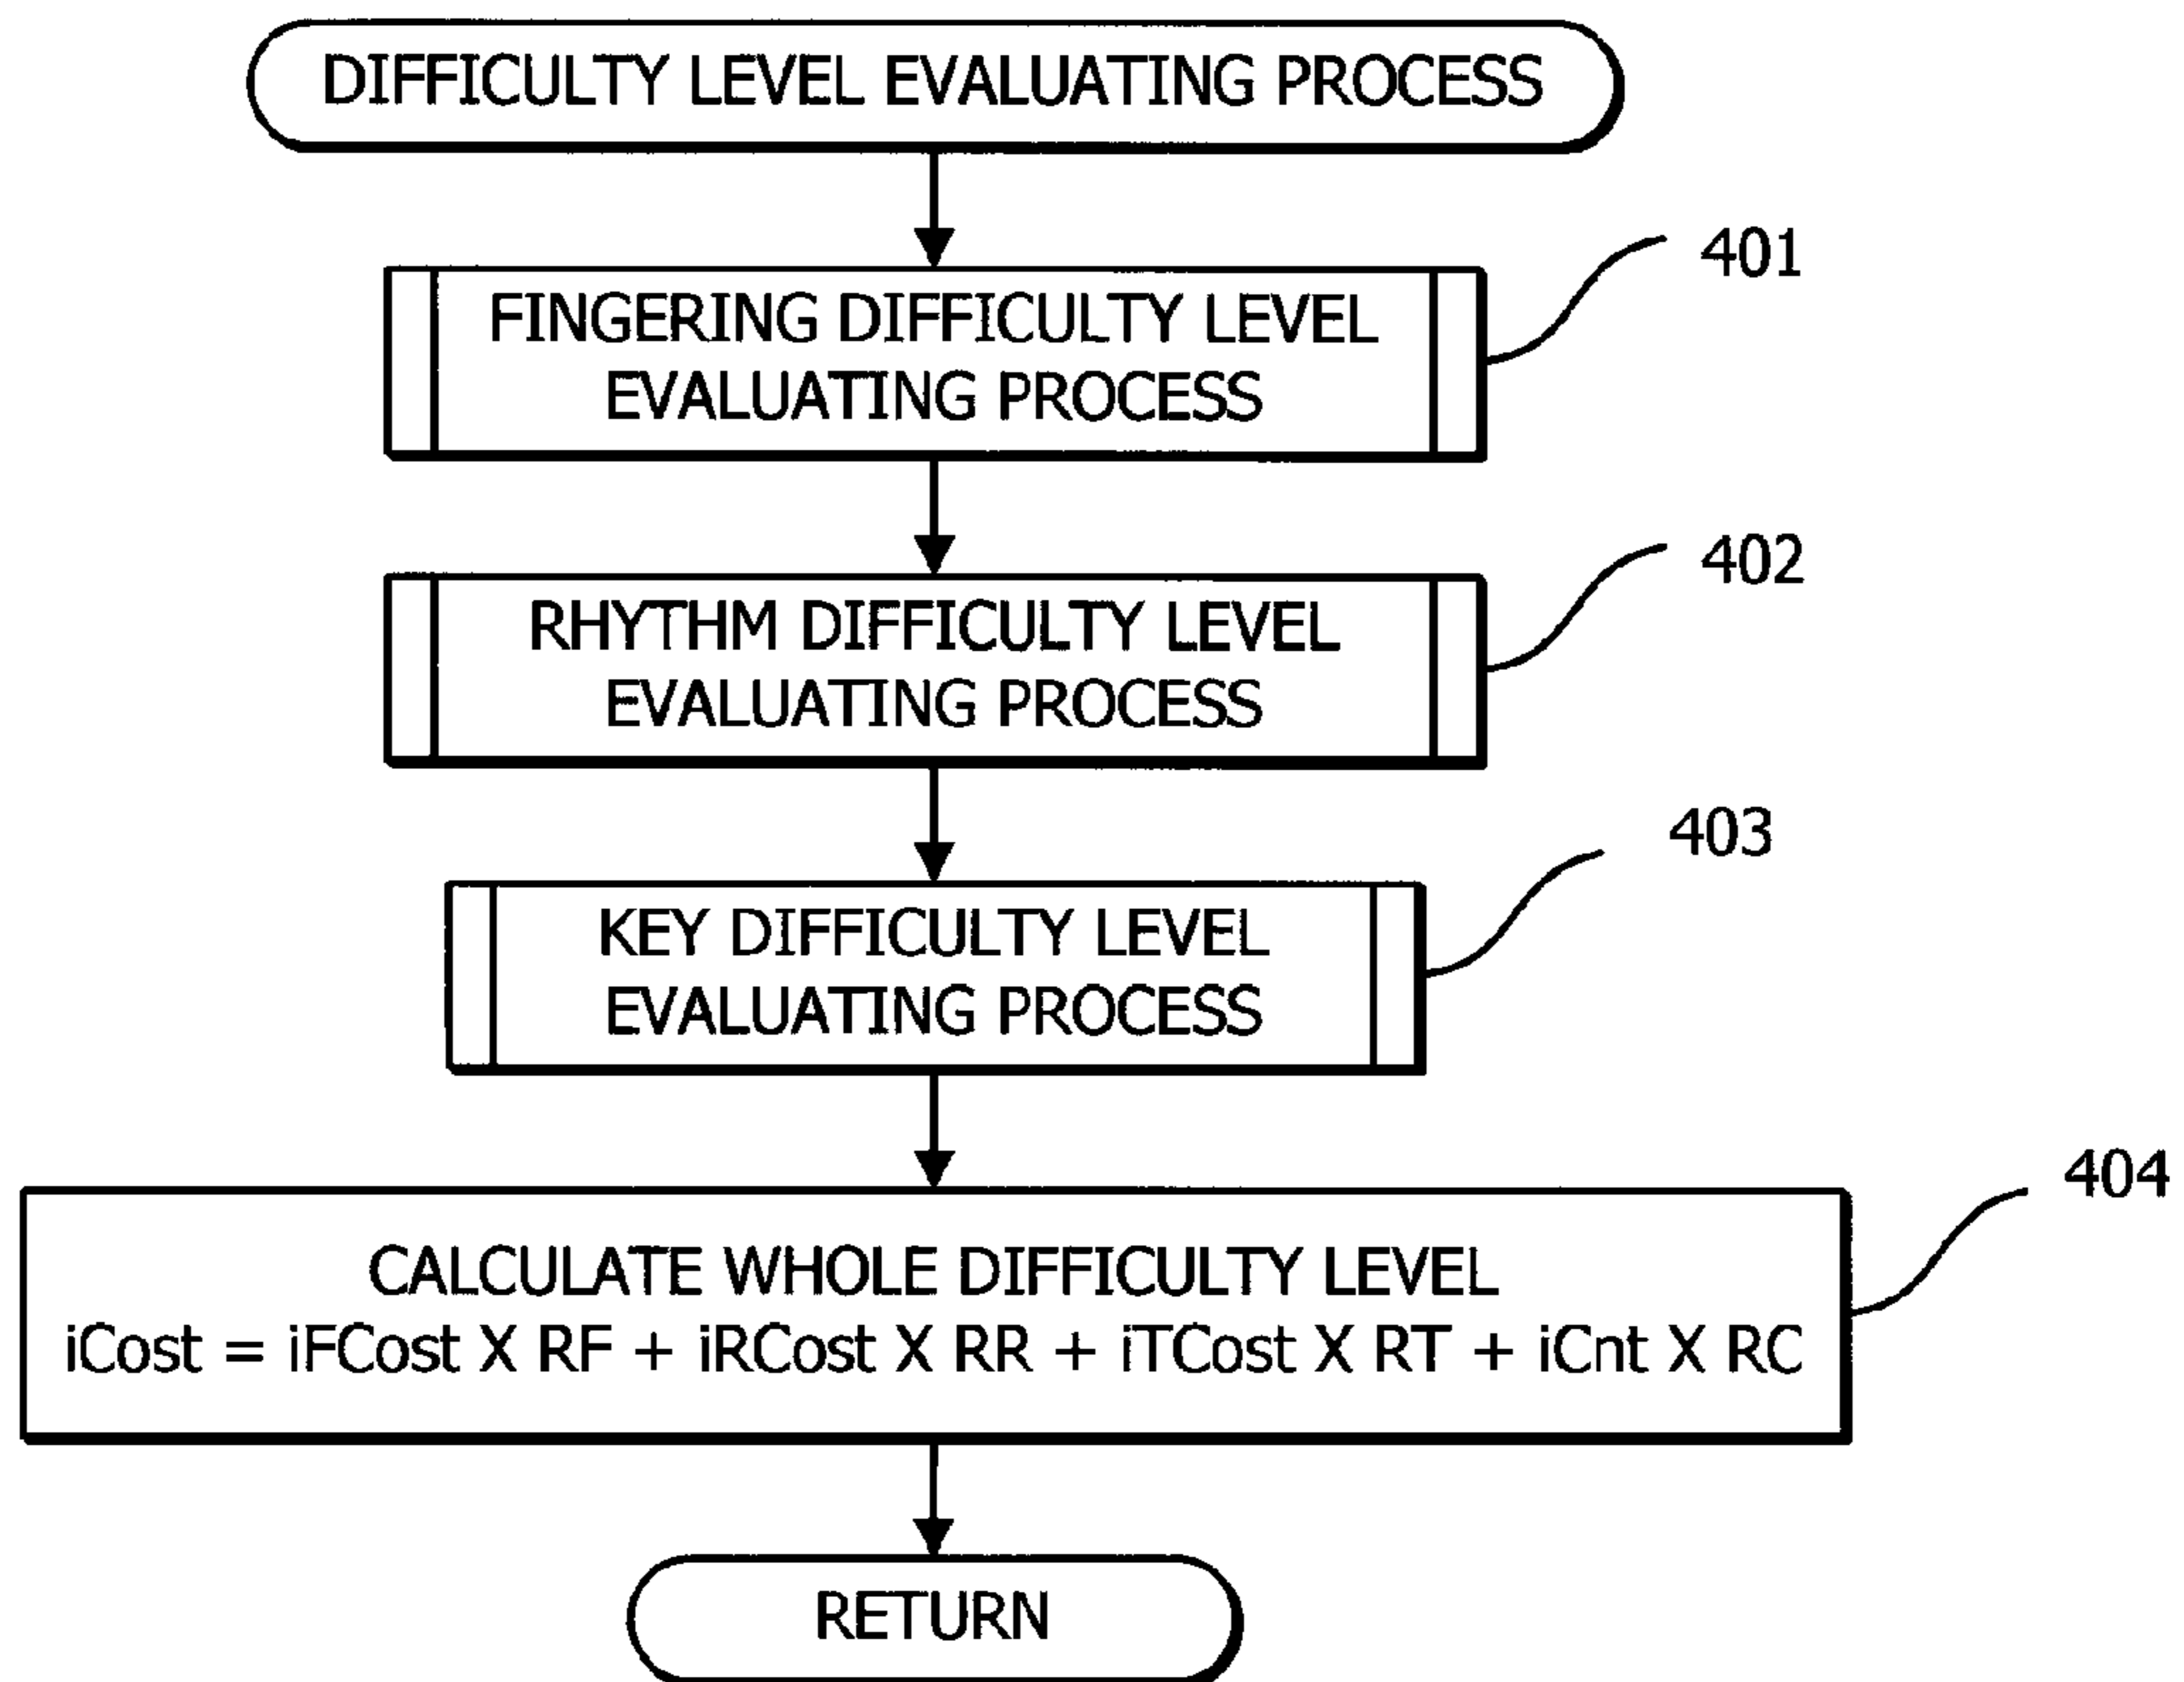 DIFFICULTY LEVEL EVALUATING PROCESS
401
FINGERING DIFFICULTY LEVEL
EVALUATING PROCESS
402
RHYTHM DIFFICULTY LEVEL
EVALUATING PROCESS
403
KEY DIFFICULTY LEVEL
EVALUATING PROCESS
404
CALCULATE WHOLE DIFFICULTY LEVEL
iCost = iFCost X RF + iRCost X RR + iTCost X RT + iCnt X RC
RETURN